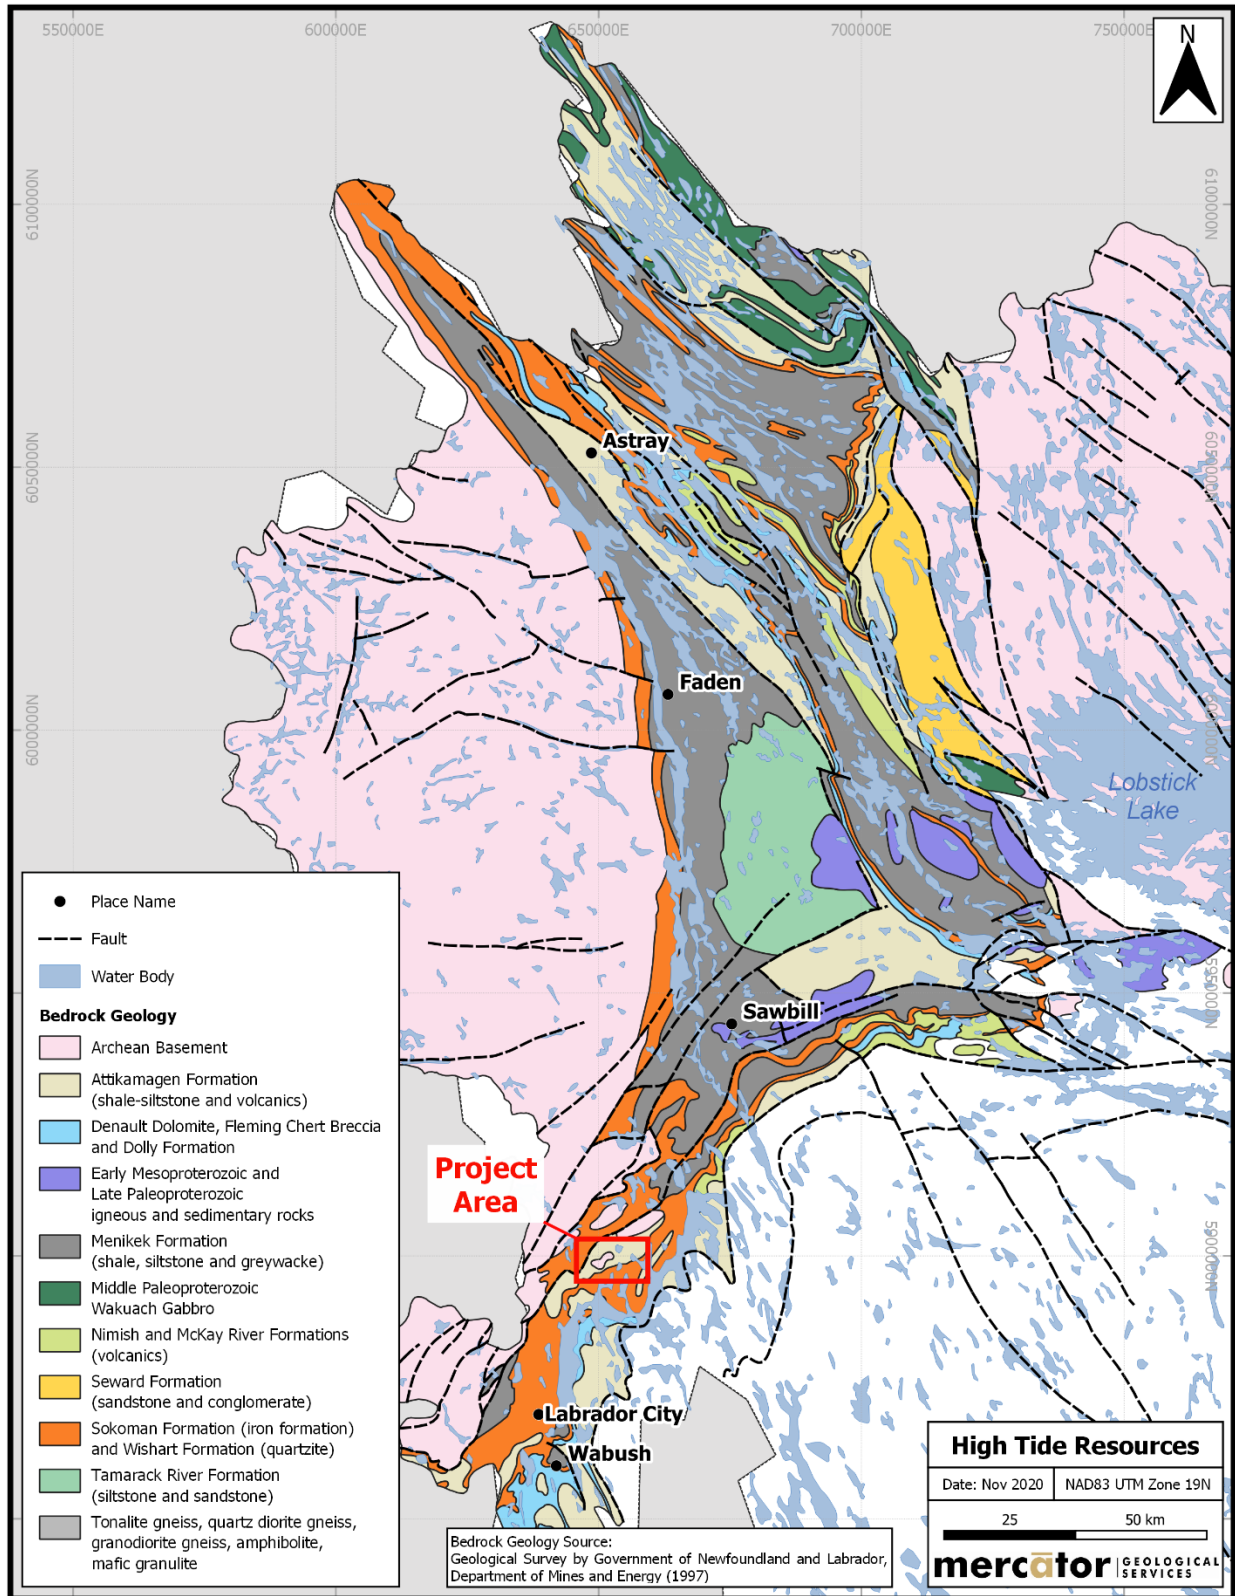 550000E
600000E
650000E
700000E
750000E
N
6100000N
6100000N
6050000N
6050000N
6000000N
6000000N
5950000N
5900000N
Astray
Faden
Lobstick
Lake
Sawbill
Project
Area
Labrador City
Wabush
Place Name
Fault
Water Body
Bedrock Geology
Archean Basement
Attikamagen Formation
(shale-siltstone and volcanics)
Denault Dolomite, Fleming Chert Breccia
and Dolly Formation
Early Mesoproterozoic and
Late Paleoproterozoic
igneous and sedimentary rocks
Menikek Formation
(shale, siltstone and greywacke)
Middle Paleoproterozoic
Wakuach Gabbro
Nimish and McKay River Formations
(volcanics)
Seward Formation
(sandstone and conglomerate)
Sokoman Formation (iron formation)
and Wishart Formation (quartzite)
Tamarack River Formation
(siltstone and sandstone)
Tonalite gneiss, quartz diorite gneiss,
granodiorite gneiss, amphibolite,
mafic granulite
Bedrock Geology Source:
Geological Survey by Government of Newfoundland and Labrador,
Department of Mines and Energy (1997)
High Tide Resources
Date: Nov 2020
NAD83 UTM Zone 19N
25 50 km
mercātor GEOLOGICAL
SERVICES